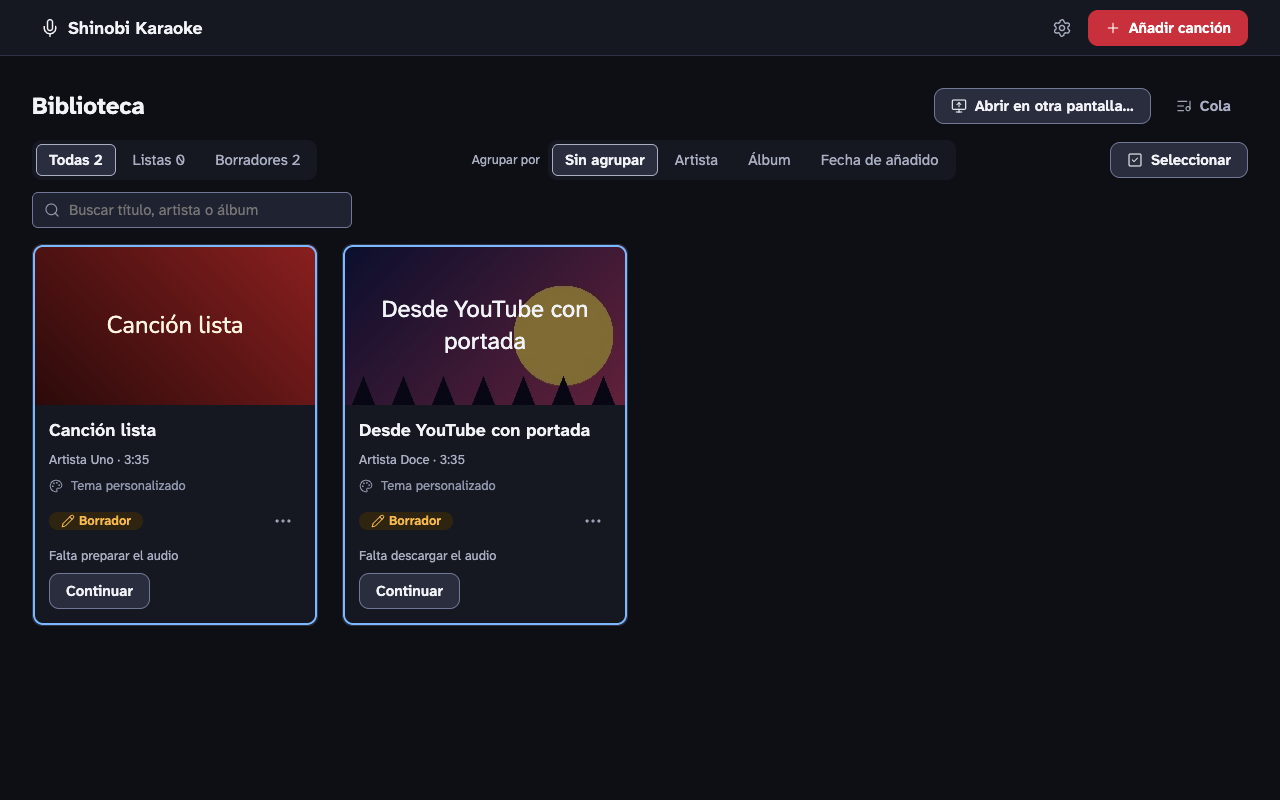 Shinobi Karaoke
Añadir canción
Biblioteca
Abrir en otra pantalla...
Cola
Todas 2
Listas 0
Borradores 2
Agrupar por
Sin agrupar
Artista
Álbum
Fecha de añadido
Seleccionar
Buscar título, artista o álbum
Canción lista
Canción lista
Artista Uno · 3:35
Tema personalizado
Borrador
Falta preparar el audio
Continuar
Desde YouTube con
portada
Desde YouTube con portada
Artista Doce · 3:35
Tema personalizado
Borrador
Falta descargar el audio
Continuar